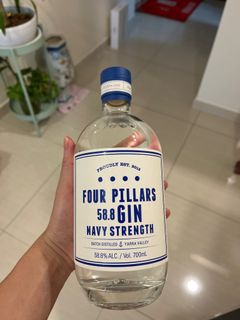 PROUDLY EST. 2013
FOUR PILLARS
58.8 GIN
NAVY STRENGTH
BATCH DISTILLED YARRA VALLEY
58.8% ALC. / Vol. 700mL